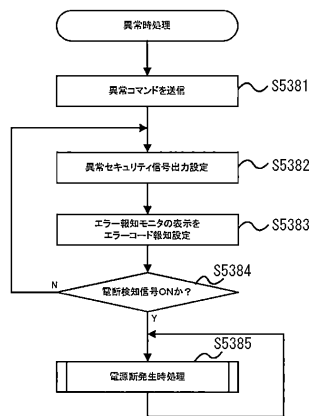 異常時処理
異常コマンドを送信
S5381
異常セキュリティ信号出力設定
S5382
エラー報知モニタの表示を
エラーコード報知設定
S5383
電断検知信号ONか?
S5384
N
Y
電源断発生時処理
S5385